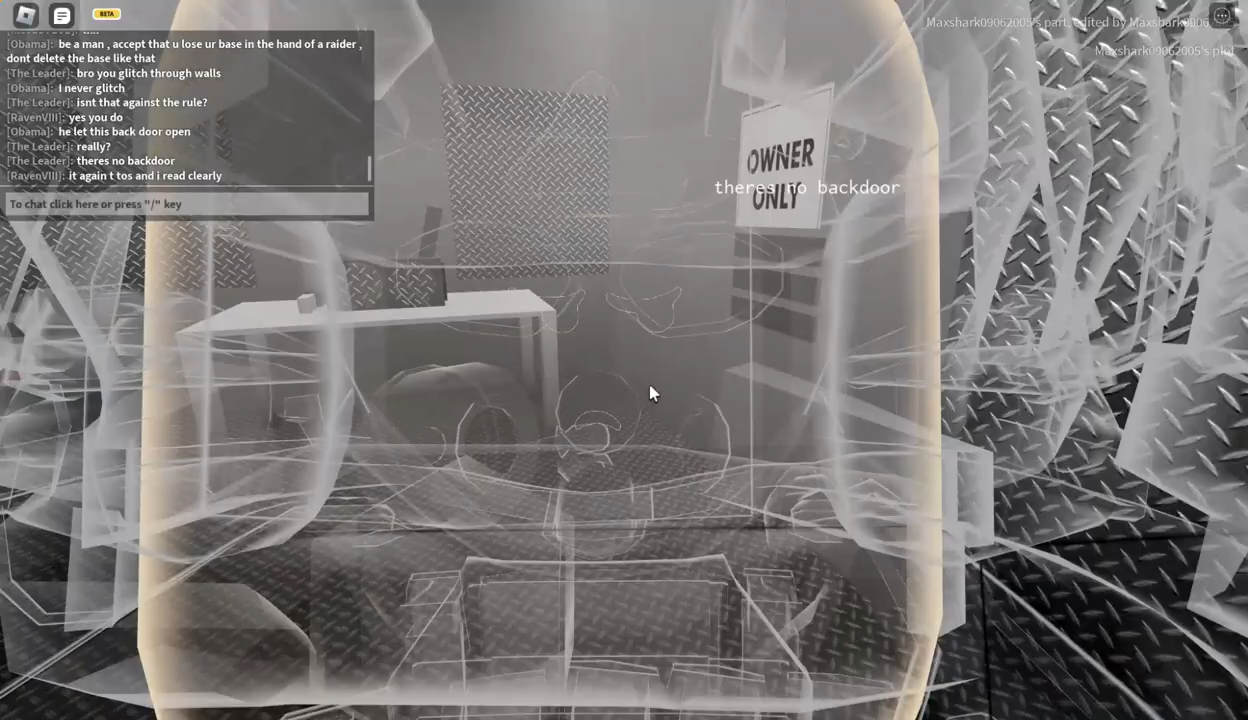 BETA
[Obama]: be a man , accept that u lose ur base in the hand of a raider ,
dont delete the base like that
[The Leader]: bro you glitch through walls
[Obama]: I never glitch
[The Leader]: isnt that against the rule?
[RavenVIII]: yes you do
[Obama]: he let this back door open
[The Leader]: really?
[The Leader]: theres no backdoor
[RavenVIII]: it again t tos and i read clearly
To chat click here or press "/" key
Maxshark09062005's part, edited by
Maxshark09062005's plot
OWNER
ONLY
theres no backdoor